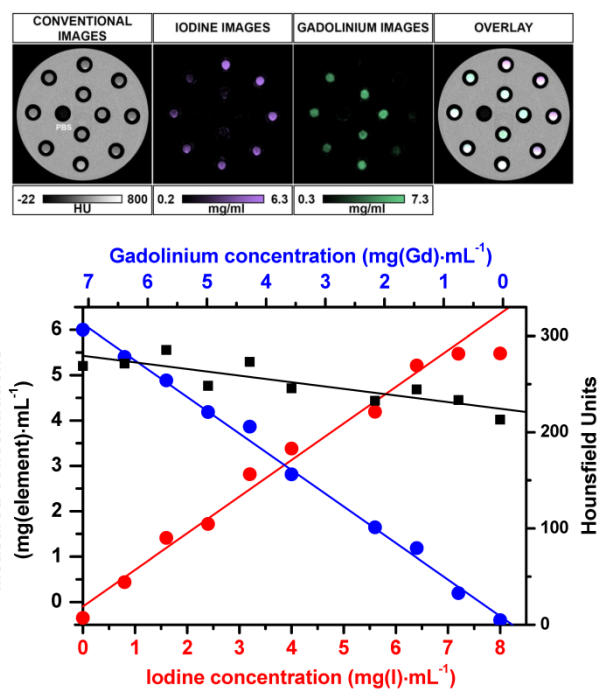 CONVENTIONAL IMAGES
IODINE IMAGES
GADOLINIUM IMAGES
OVERLAY
PBS
-22 800
HU
0.2 6.3
mg/ml
0.3 7.3
mg/ml
Gadolinium concentration (mg(Gd)·mL⁻¹)
7 6 5 4 3 2 1 0
6
5
4
3
2
1
0
(mg(element)·mL⁻¹)
300
200
100
0
Hounsfield Units
0 1 2 3 4 5 6 7 8
Iodine concentration (mg(I)·mL⁻¹)